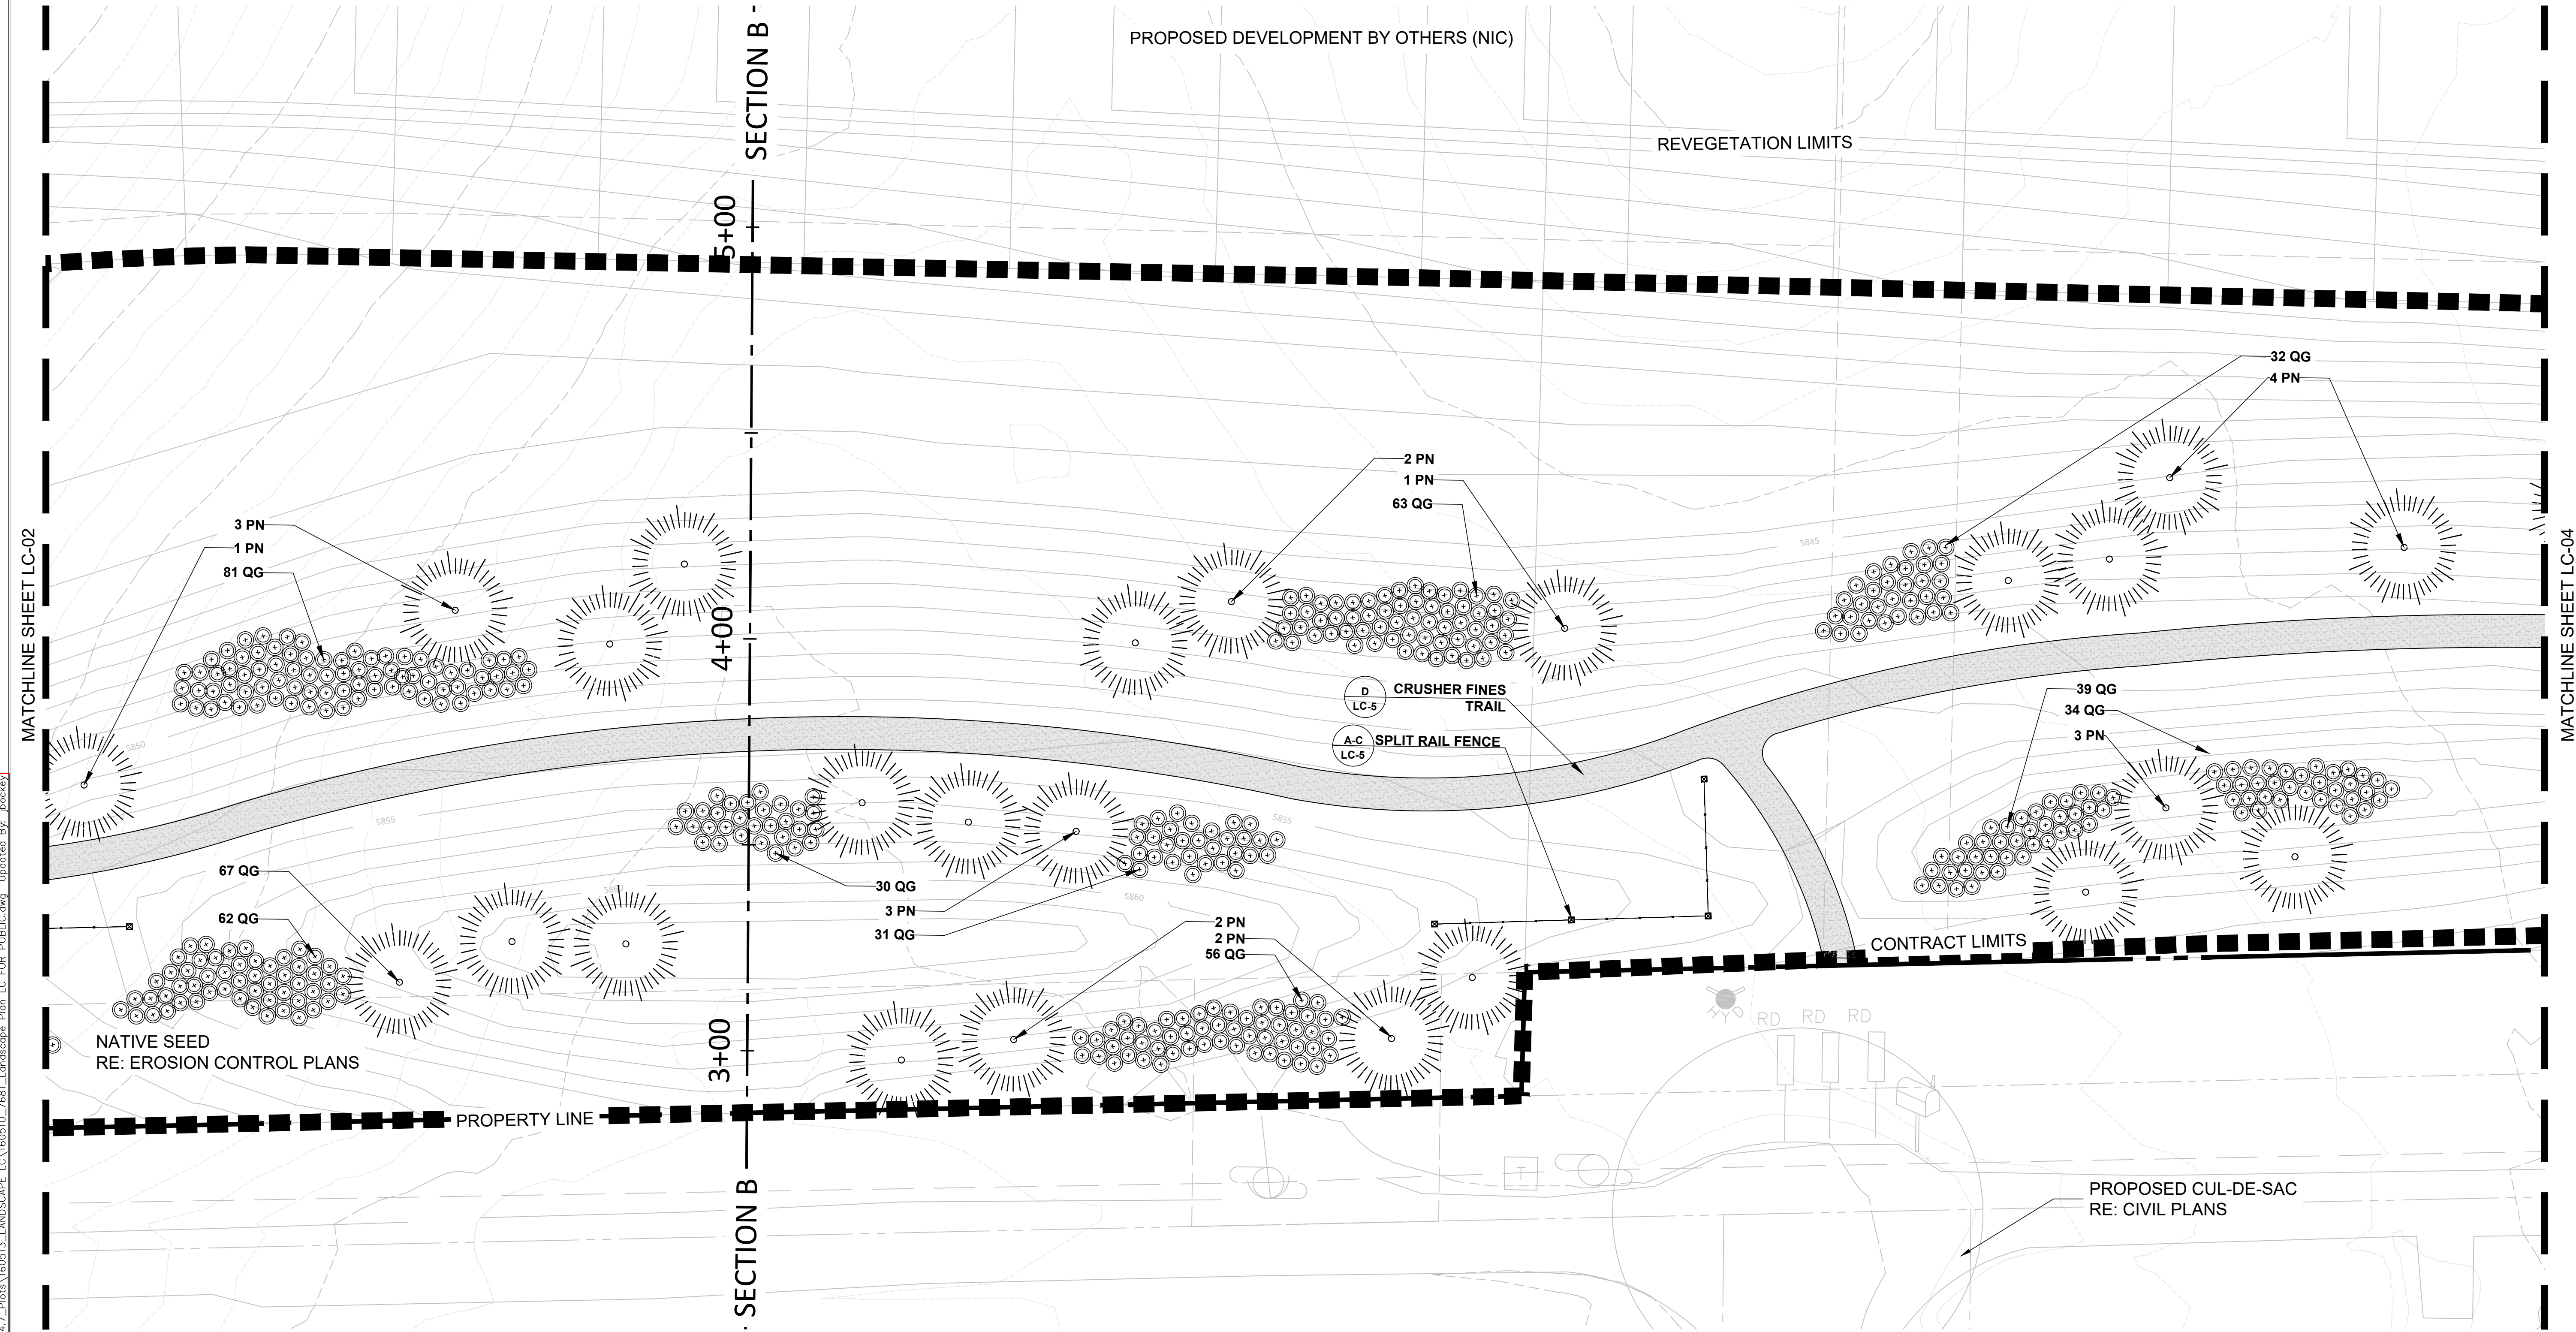 PROPOSED DEVELOPMENT BY OTHERS (NIC)
SECTION B
REVEGETATION LIMITS
5+00
32 QG
4 PN
2 PN
1 PN
63 QG
3 PN
1 PN
81 QG
MATCHLINE SHEET LC-02
MATCHLINE SHEET LC-04
5845
4+00
D
LC-5
CRUSHER FINES
TRAIL
A-C
LC-5
SPLIT RAIL FENCE
39 QG
34 QG
3 PN
5850
5855
5855
67 QG
62 QG
30 QG
3 PN
31 QG
5860
2 PN
2 PN
56 QG
CONTRACT LIMITS
HYD
RD
RD
RD
NATIVE SEED
RE: EROSION CONTROL PLANS
3+00
PROPERTY LINE
T
PROPOSED CUL-DE-SAC
RE: CIVIL PLANS
SECTION B